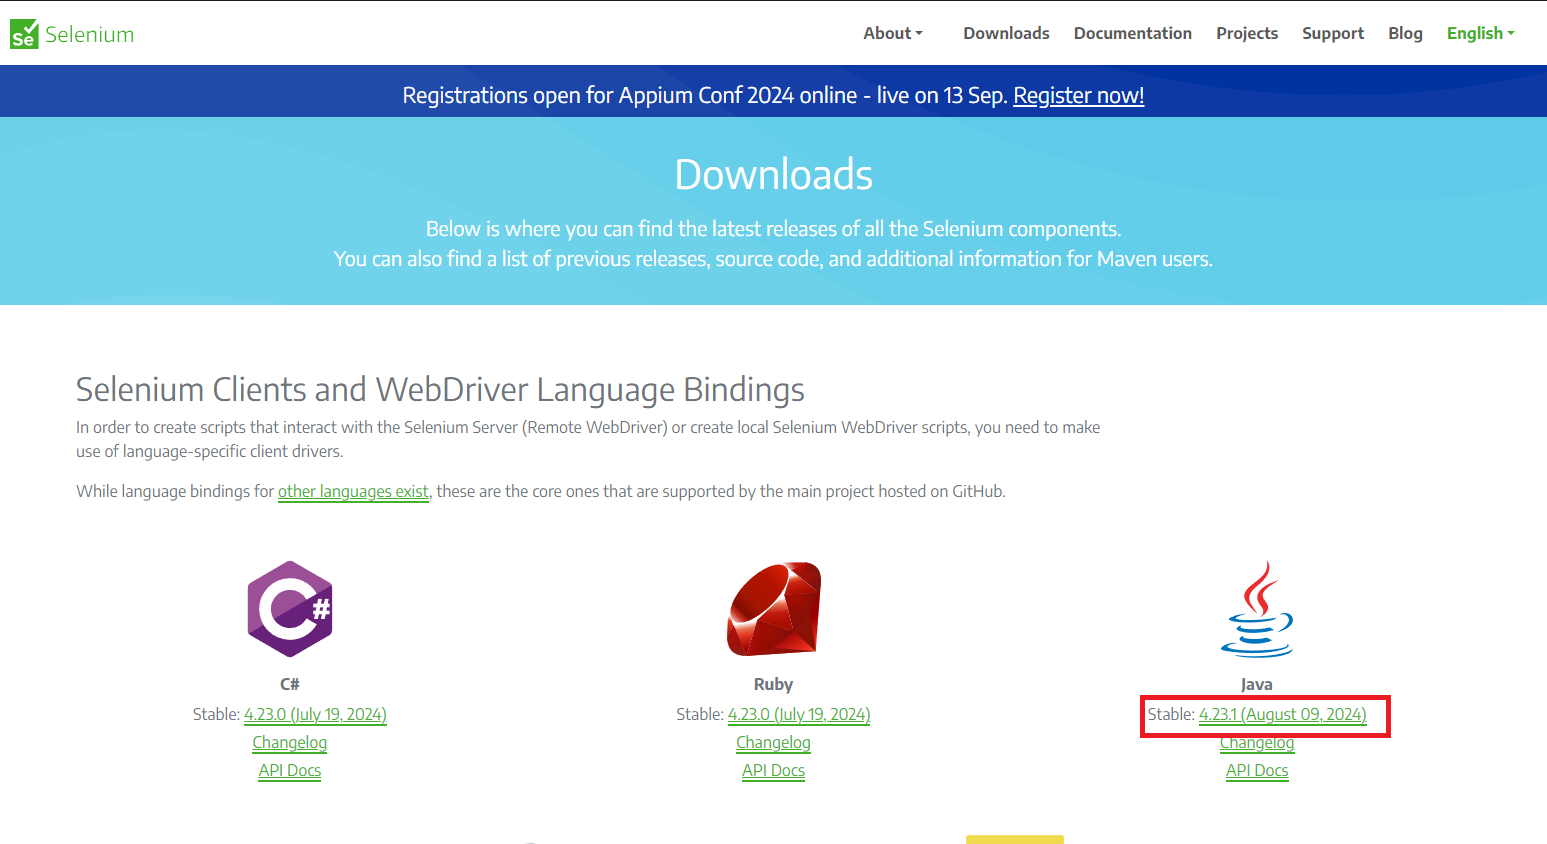 Se Selenium
About Downloads Documentation Projects Support Blog English
Registrations open for Appium Conf 2024 online - live on 13 Sep. Register now!
Downloads
Below is where you can find the latest releases of all the Selenium components.
You can also find a list of previous releases, source code, and additional information for Maven users.
Selenium Clients and WebDriver Language Bindings
In order to create scripts that interact with the Selenium Server (Remote WebDriver) or create local Selenium WebDriver scripts, you need to make
use of language-specific client drivers.
While language bindings for other languages exist, these are the core ones that are supported by the main project hosted on GitHub.
C#
C#
Stable: 4.23.0 (July 19, 2024)
Changelog
API Docs
Ruby
Stable: 4.23.0 (July 19, 2024)
Changelog
API Docs
Java
Stable: 4.23.1 (August 09, 2024)
Changelog
API Docs